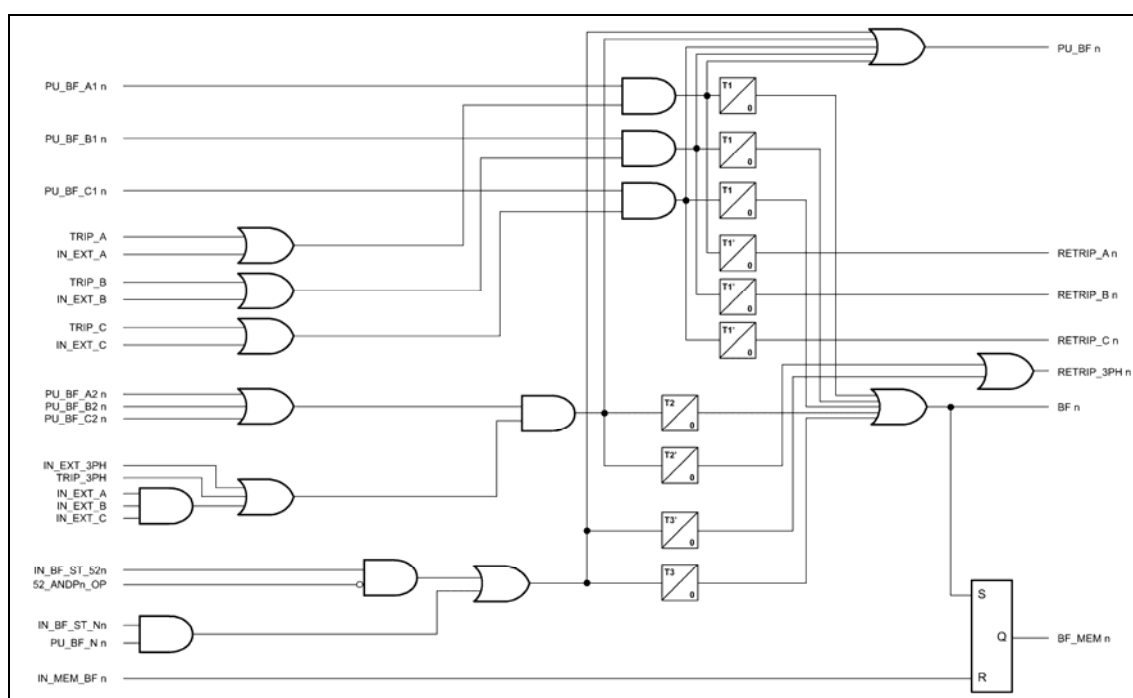 PU_BF n
PU_BF_A1 n
T1
0
PU_BF_B1 n
T1
0
PU_BF_C1 n
T1
0
TRIP_A
IN_EXT_A
T1'
0
RETRIP_A n
TRIP_B
IN_EXT_B
T1'
0
RETRIP_B n
TRIP_C
IN_EXT_C
T1'
0
RETRIP_C n
RETRIP_3PH n
PU_BF_A2 n
PU_BF_B2 n
PU_BF_C2 n
T2
0
BF n
IN_EXT_3PH
TRIP_3PH
IN_EXT_A
IN_EXT_B
IN_EXT_C
T2'
0
T3'
0
IN_BF_ST_52n
52_ANDPn_OP
T3
0
IN_BF_ST_Nn
PU_BF_N n
S
Q
R
BF_MEM n
IN_MEM_BF n